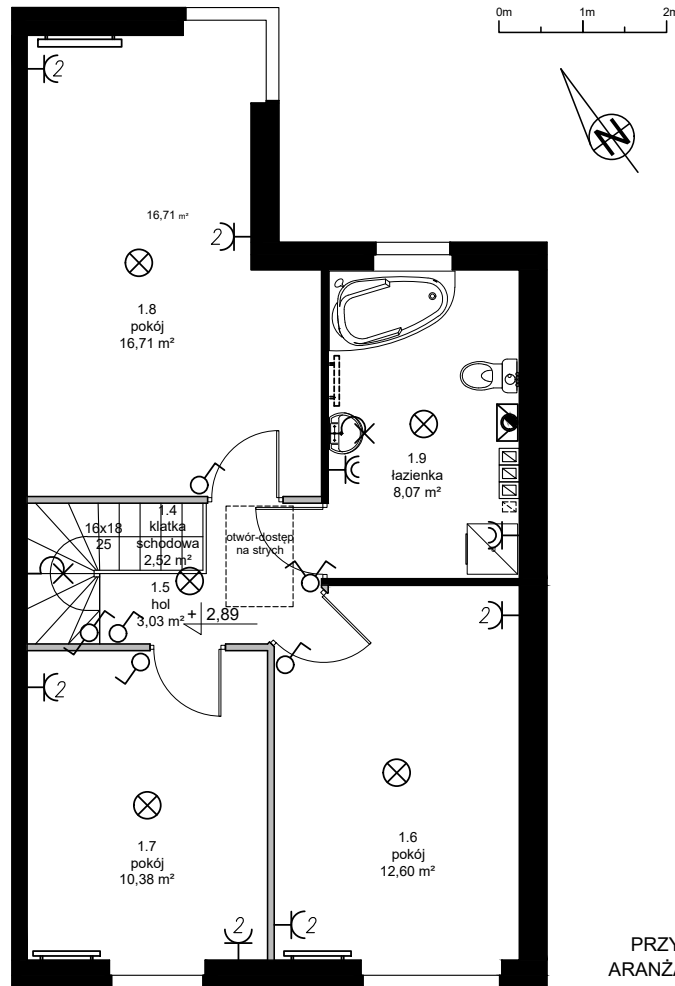 0m 1m 2m
2
N
16,71 m²
2
1.8
pokój
16,71 m²
1.9
łazienka
8,07 m²
1.4
klatka
schodowa
2,52 m²
16x18
25
otwór-dostęp
na strych
1.5
hol
3,03 m²
+ 2,89
2
2
1.7
pokój
10,38 m²
1.6
pokój
12,60 m²
2
2
PRZY
ARANŻA